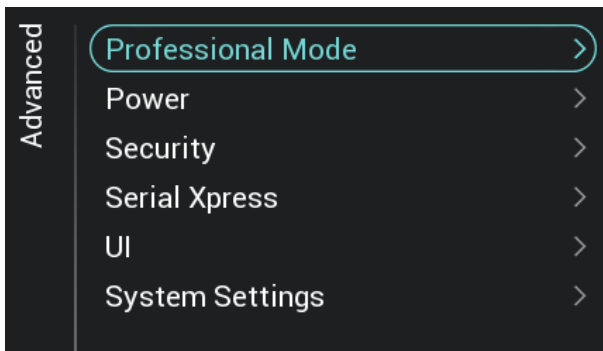 Advanced
Professional Mode
Power
Security
Serial Xpress
UI
System Settings